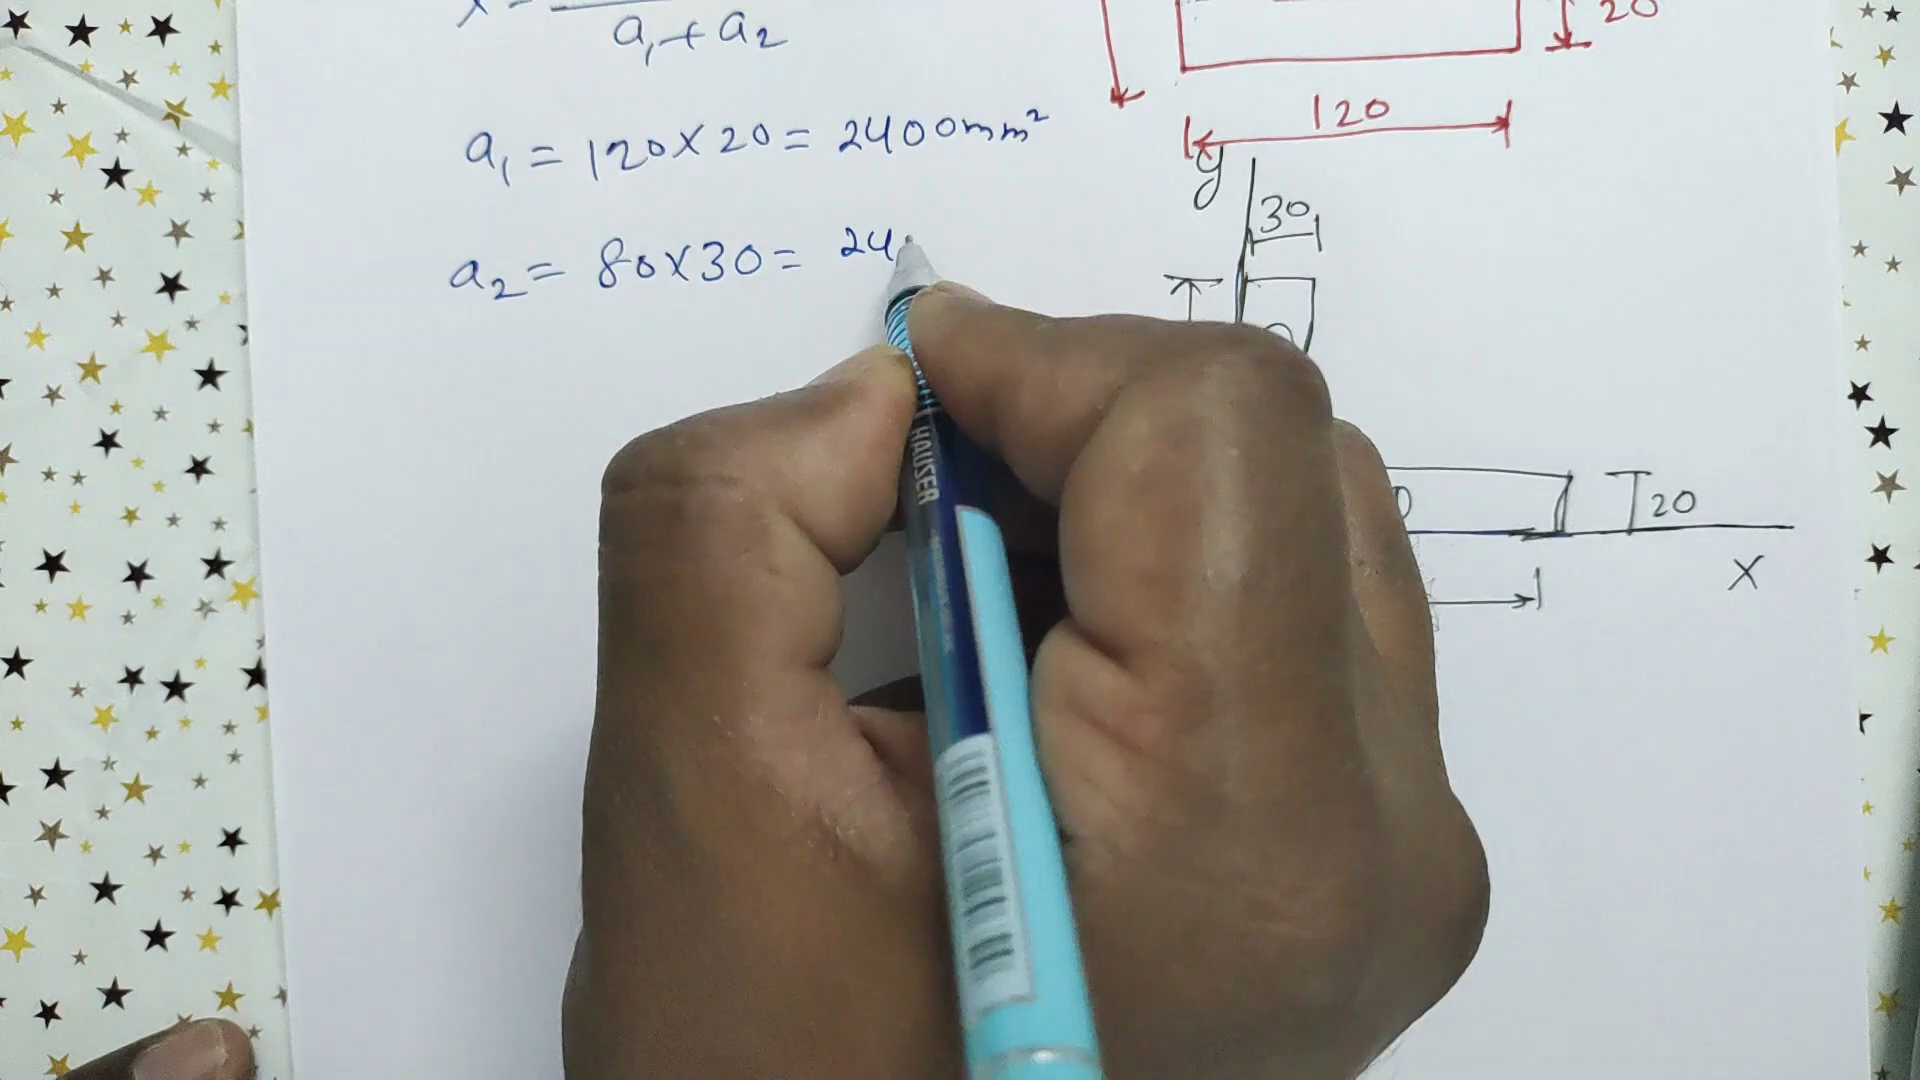 a₁+a₂
20
a₁ = 120×20 = 2400mm²
120
y
30
a₂ = 80×30 = 24
20
x
HAUSER